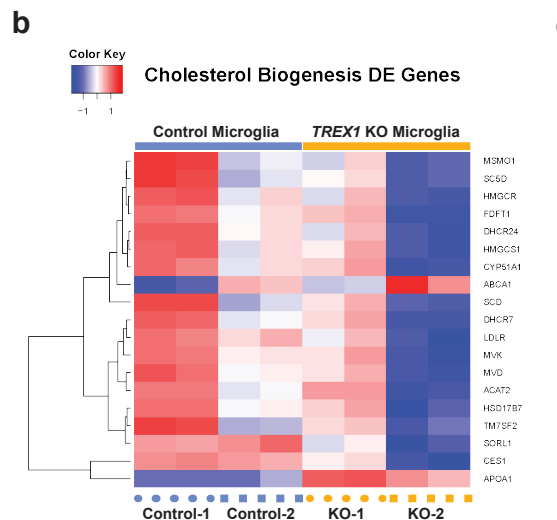 b
Color Key
−1 1
Cholesterol Biogenesis DE Genes
Control Microglia TREX1 KO Microglia
MSMO1
SC5D
HMGCR
FDFT1
DHCR24
HMGCS1
CYP51A1
ABCA1
SCD
DHCR7
LDLR
MVK
MVD
ACAT2
HSD17B7
TM7SF2
SORL1
CES1
APOA1
Control-1 Control-2 KO-1 KO-2